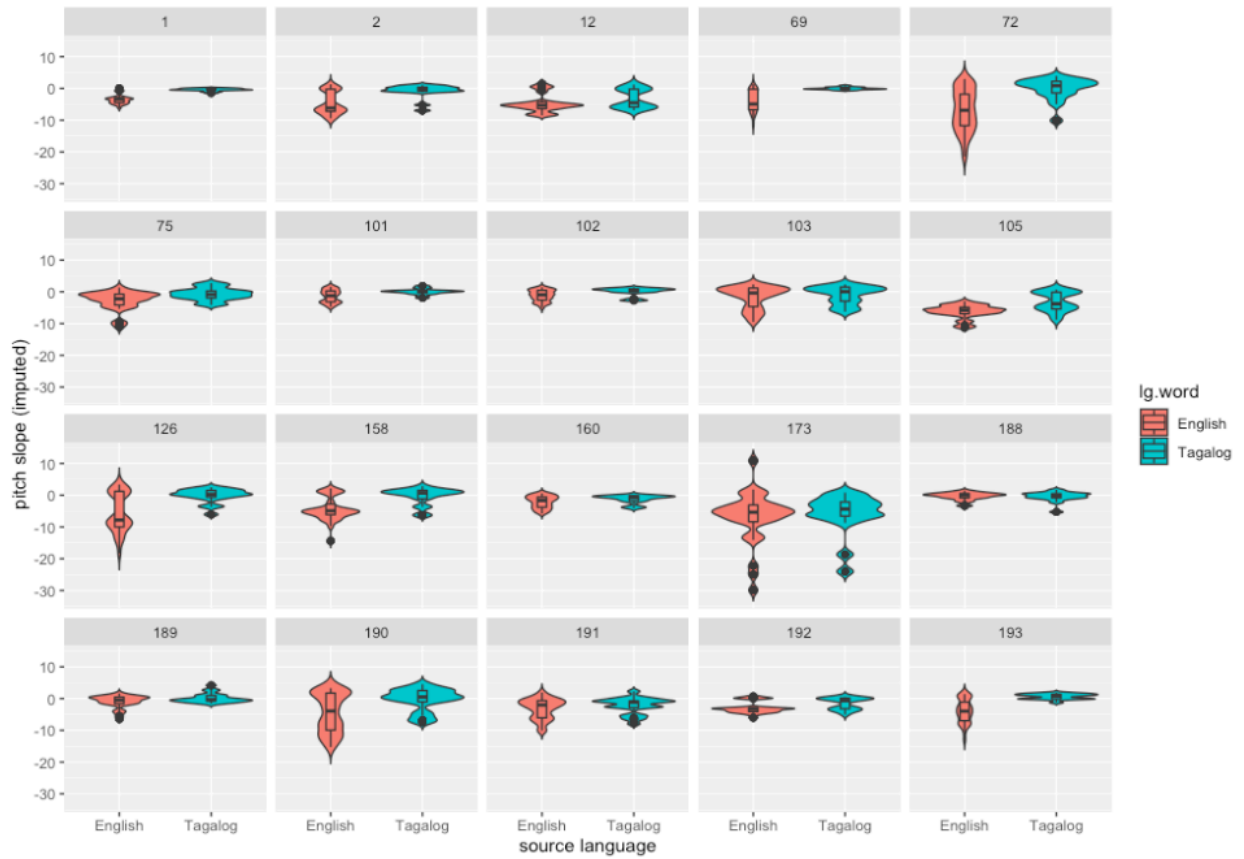 1 2 12 69 72
10
0
-10
-20
-30
75 101 102 103 105
10
0
-10
-20
-30
126 158 160 173 188
10
0
-10
-20
-30
189 190 191 192 193
10
0
-10
-20
-30
English Tagalog English Tagalog English Tagalog English Tagalog English Tagalog
source language
pitch slope (imputed)
lg.word
English
Tagalog